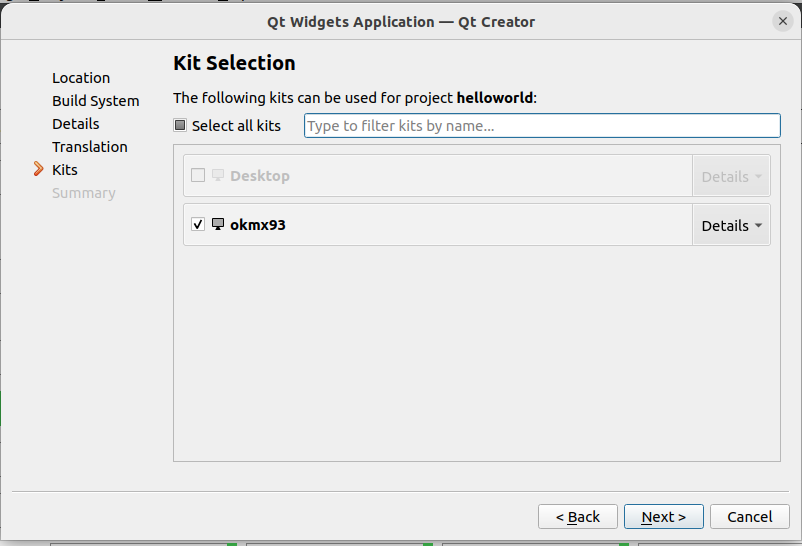 Qt Widgets Application — Qt Creator
Location
Build System
Details
Translation
Kits
Summary
Kit Selection
The following kits can be used for project helloworld:
Select all kits
Type to filter kits by name...
Desktop
Details
okmx93
Details
< Back
Next >
Cancel